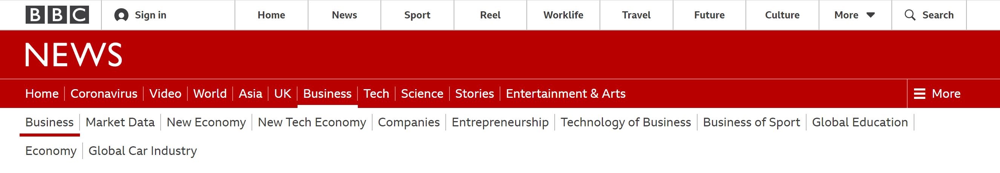 BBC Sign in Home News Sport Reel Worklife Travel Future Culture More Search
NEWS
Home Coronavirus Video World Asia UK Business Tech Science Stories Entertainment & Arts More
Business Market Data New Economy New Tech Economy Companies Entrepreneurship Technology of Business Business of Sport Global Education
Economy Global Car Industry